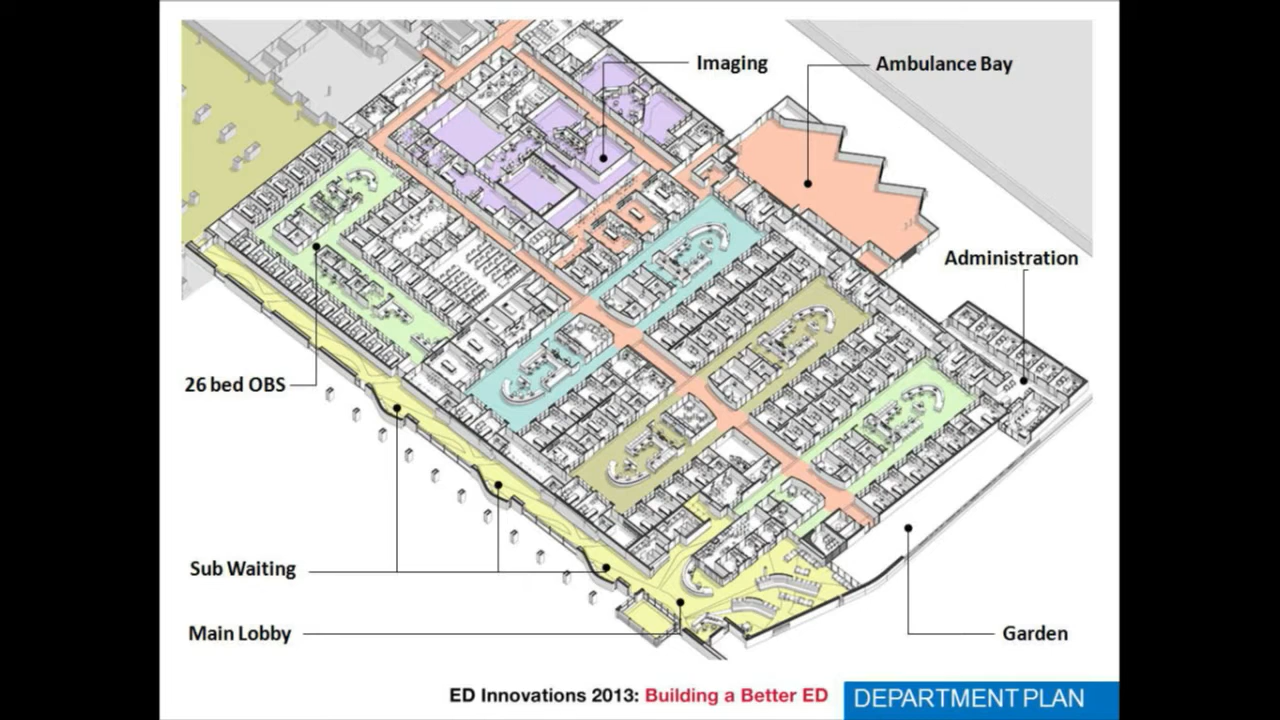 Imaging
Ambulance Bay
Administration
26 bed OBS
Sub Waiting
Main Lobby
Garden
ED Innovations 2013: Building a Better ED
DEPARTMENT PLAN